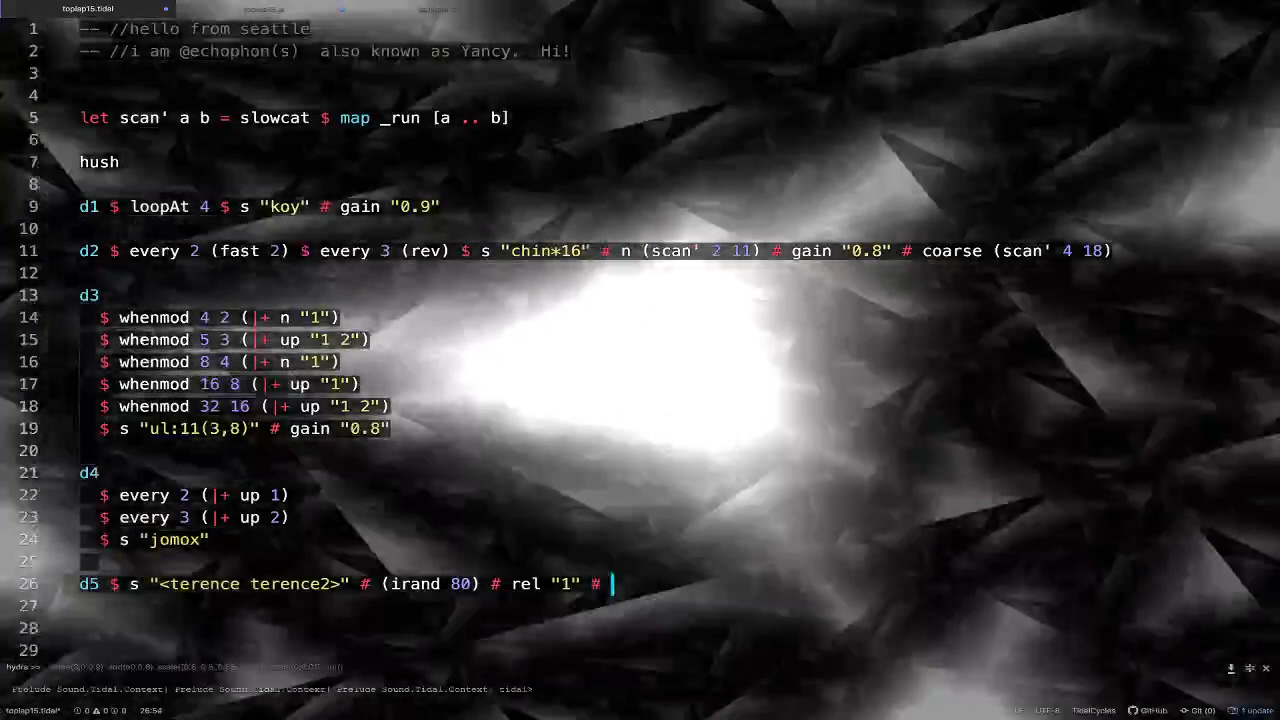 toplap15.tidal
1 -- //hello from seattle
2 -- //i am @echophon(s)  also known as Yancy.  Hi!
3
4
5 let scan' a b = slowcat $ map _run [a .. b]
6
7 hush
8
9 d1 $ loopAt 4 $ s "koy" # gain "0.9"
10
11 d2 $ every 2 (fast 2) $ every 3 (rev) $ s "chin*16" # n (scan' 2 11) # gain "0.8" # coarse (scan' 4 18)
12
13 d3
14   $ whenmod 4 2 (|+ n "1")
15   $ whenmod 5 3 (|+ up "1 2")
16   $ whenmod 8 4 (|+ n "1")
17   $ whenmod 16 8 (|+ up "1")
18   $ whenmod 32 16 (|+ up "1 2")
19   $ s "ul:11(3,8)" # gain "0.8"
20
21 d4
22   $ every 2 (|+ up 1)
23   $ every 3 (|+ up 2)
24   $ s "jomox"
25
26 d5 $ s "<terence terence2>" # (irand 80) # rel "1" #
27
28
29
hydra >>
Prelude Sound.Tidal.Context| Prelude Sound.Tidal.Context| Prelude Sound.Tidal.Context| tidal>
toplap15.tidal* 0 0 0 26:54 LF UTF-8 TidalCycles GitHub Git (0) 1 update